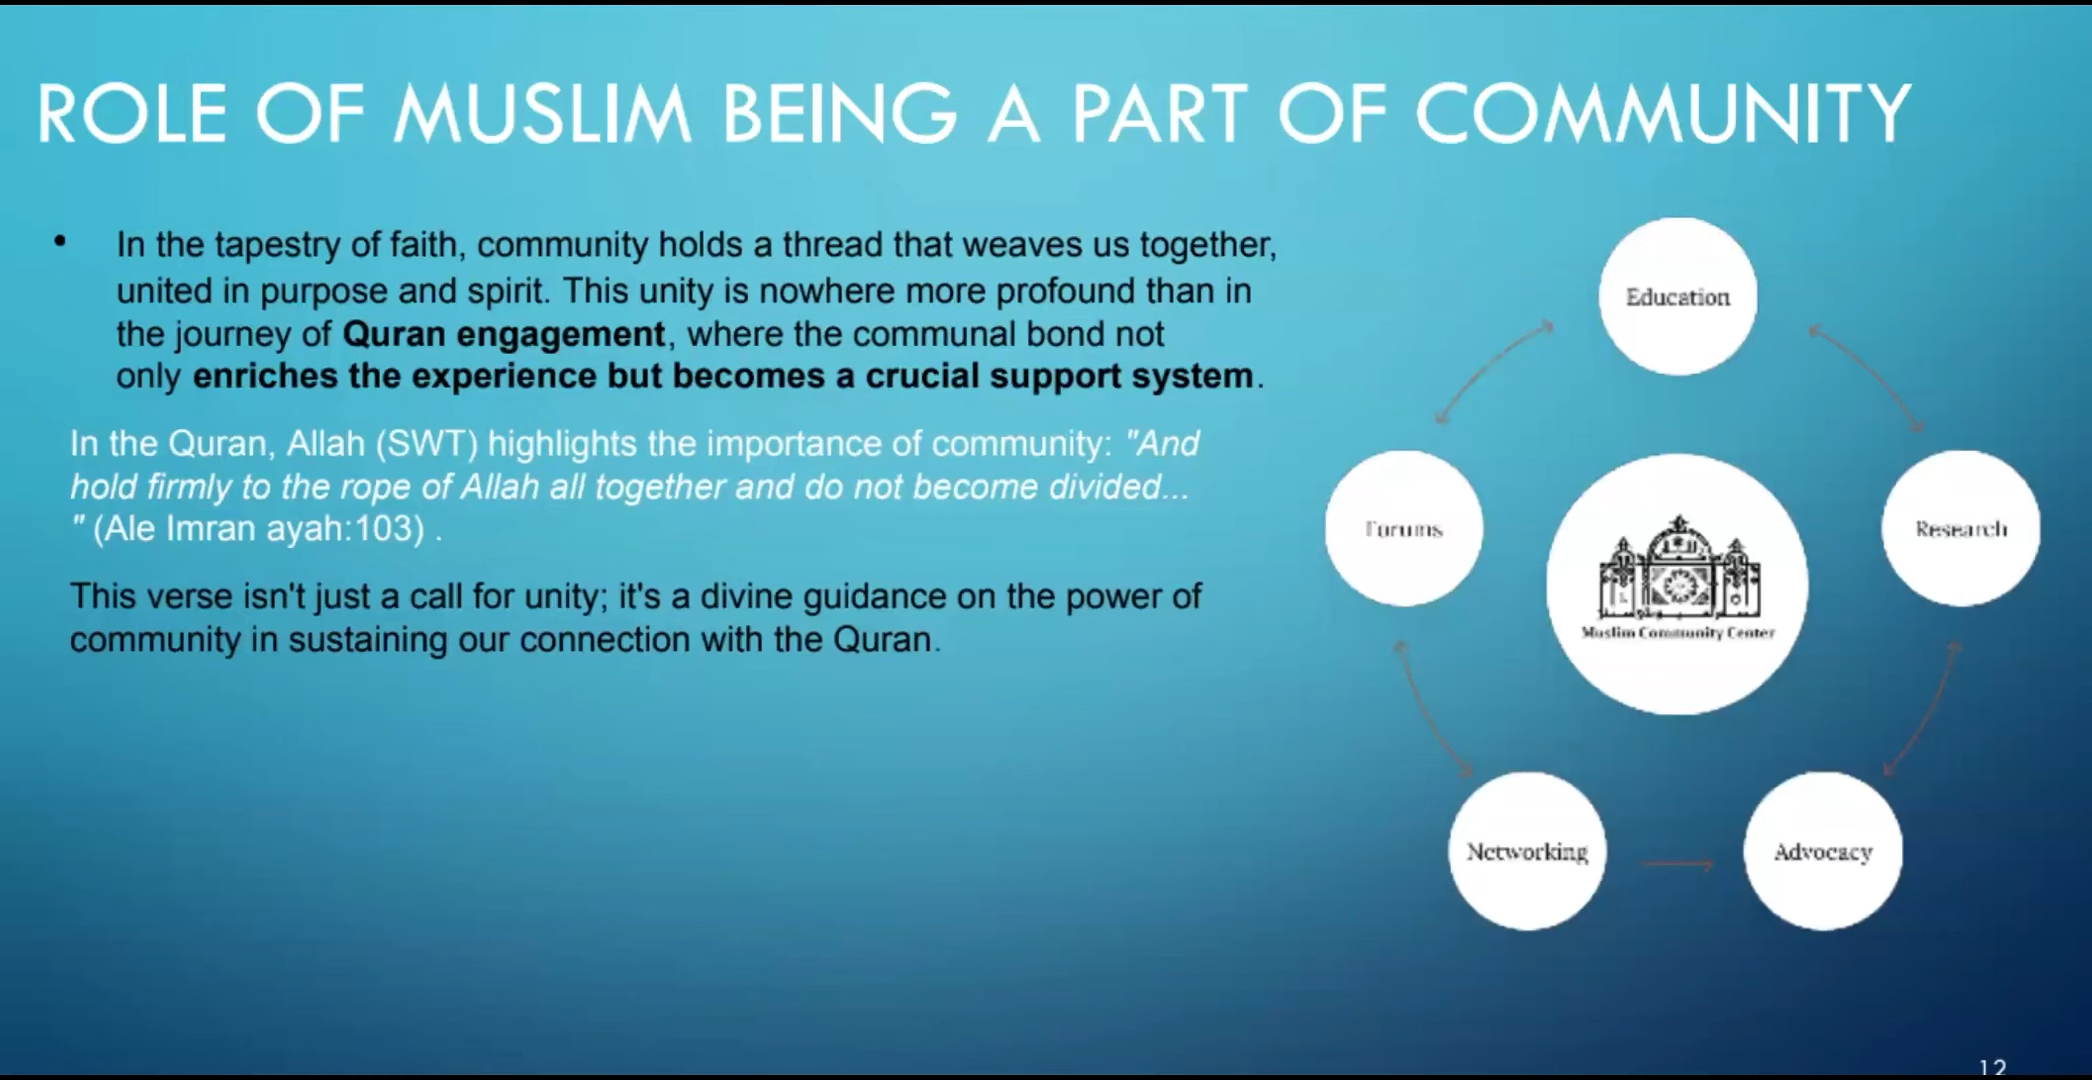 ROLE OF MUSLIM BEING A PART OF COMMUNITY
• In the tapestry of faith, community holds a thread that weaves us together,
united in purpose and spirit. This unity is nowhere more profound than in
the journey of Quran engagement, where the communal bond not
only enriches the experience but becomes a crucial support system.
In the Quran, Allah (SWT) highlights the importance of community: "And
hold firmly to the rope of Allah all together and do not become divided...
" (Ale Imran ayah:103) .
This verse isn't just a call for unity; it's a divine guidance on the power of
community in sustaining our connection with the Quran.
Education
Forums
Research
Muslim Community Center
Networking
Advocacy
12